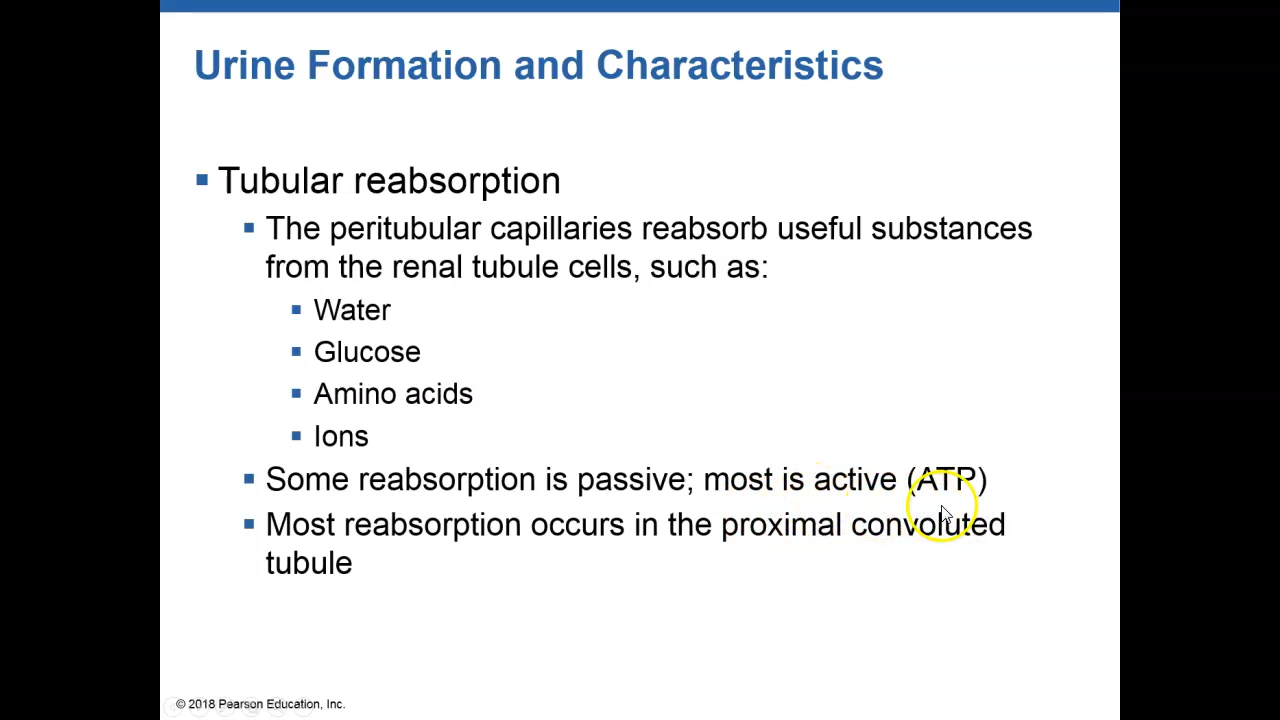 Urine Formation and Characteristics
Tubular reabsorption
The peritubular capillaries reabsorb useful substances
from the renal tubule cells, such as:
Water
Glucose
Amino acids
Ions
Some reabsorption is passive; most is active (ATP)
Most reabsorption occurs in the proximal convoluted
tubule
© 2018 Pearson Education, Inc.